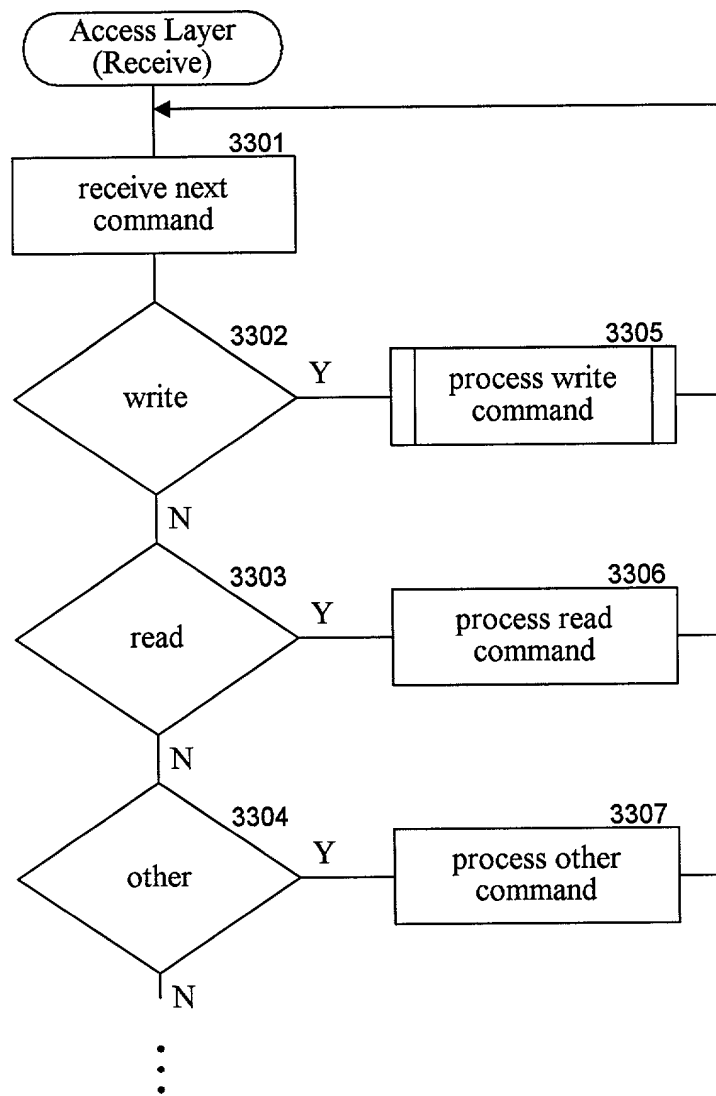 Access Layer
(Receive)
3301
receive next
command
3302
write
Y
3305
process write
command
N
3303
read
Y
3306
process read
command
N
3304
other
Y
3307
process other
command
N